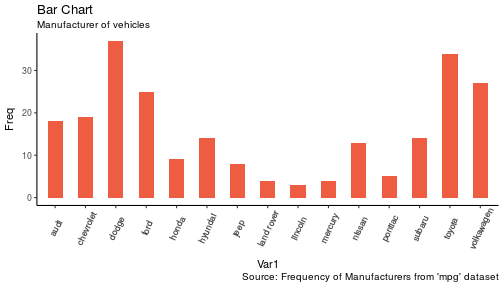 Bar Chart
Manufacturer of vehicles
Freq
30
20
10
0
audi
chevrolet
dodge
ford
honda
hyundai
jeep
land rover
lincoln
mercury
nissan
pontiac
subaru
toyota
volkswagen
Var1
Source: Frequency of Manufacturers from 'mpg' dataset